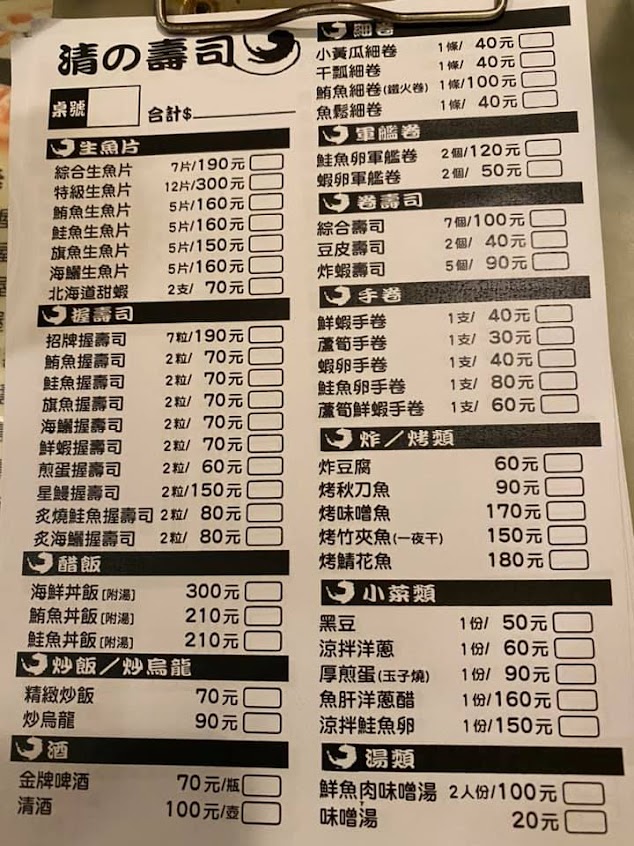 清の壽司
桌號
合計$
生魚片
綜合生魚片 7片/190元
特級生魚片 12片/300元
鮪魚生魚片 5片/160元
鮭魚生魚片 5片/160元
旗魚生魚片 5片/150元
海鱺生魚片 5片/160元
北海道甜蝦 2支/ 70元
握壽司
招牌握壽司 7粒/190元
鮪魚握壽司 2粒/ 70元
鮭魚握壽司 2粒/ 70元
旗魚握壽司 2粒/ 70元
海鱺握壽司 2粒/ 70元
鮮蝦握壽司 2粒/ 70元
煎蛋握壽司 2粒/ 60元
星鰻握壽司 2粒/150元
炙燒鮭魚握壽司 2粒/ 80元
炙海鱺握壽司 2粒/ 80元
醋飯
海鮮丼飯[附湯] 300元
鮪魚丼飯[附湯] 210元
鮭魚丼飯[附湯] 210元
炒飯／炒烏龍
精緻炒飯 70元
炒烏龍 90元
酒
金牌啤酒 70元/瓶
清酒 100元/壺
細卷
小黃瓜細卷 1條/ 40元
干瓢細卷 1條/ 40元
鮪魚細卷(鐵火卷) 1條/100元
魚鬆細卷 1條/ 40元
軍艦卷
鮭魚卵軍艦卷 2個/120元
蝦卵軍艦卷 2個/ 50元
卷壽司
綜合壽司 7個/100元
豆皮壽司 2個/ 40元
炸蝦壽司 5個/ 90元
手卷
鮮蝦手卷 1支/ 40元
蘆筍手卷 1支/ 30元
蝦卵手卷 1支/ 40元
鮭魚卵手卷 1支/ 80元
蘆筍鮮蝦手卷 1支/ 60元
炸／烤類
炸豆腐 60元
烤秋刀魚 90元
烤味噌魚 170元
烤竹夾魚(一夜干) 150元
烤鯖花魚 180元
小菜類
黑豆 1份/ 50元
涼拌洋蔥 1份/ 60元
厚煎蛋(玉子燒) 1份/ 90元
魚肝洋蔥醋 1份/160元
涼拌鮭魚卵 1份/150元
湯類
鮮魚肉味噌湯 2人份/100元
味噌湯 20元